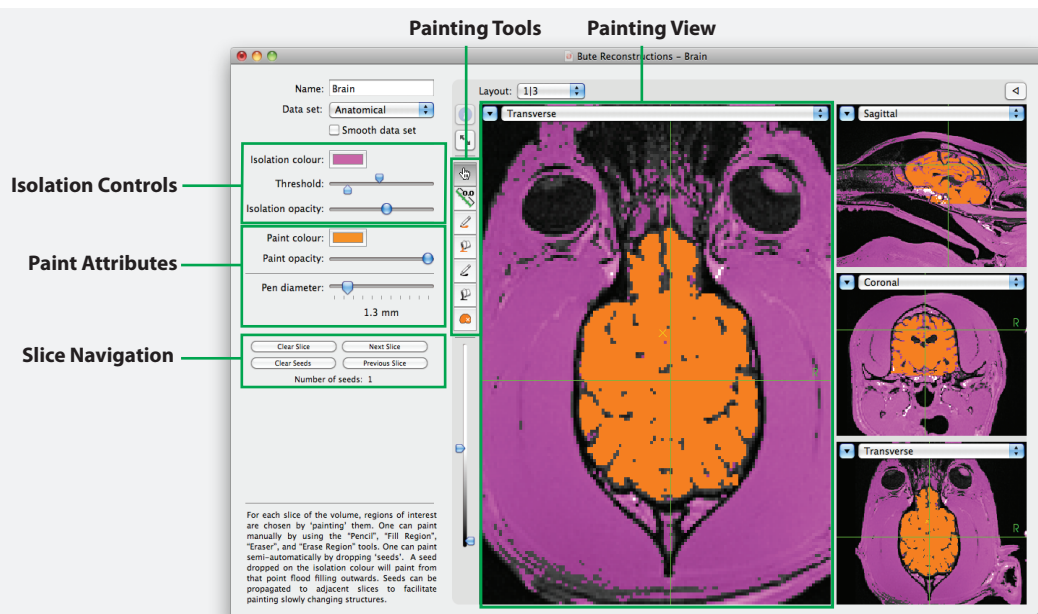 Painting Tools
Painting View
Bute Reconstructions – Brain
Name: Brain
Data set: Anatomical
Smooth data set
Isolation Controls
Isolation colour:
Threshold:
Isolation opacity:
Paint Attributes
Paint colour:
Paint opacity:
Pen diameter:
1.3 mm
Slice Navigation
Clear Slice
Next Slice
Clear Seeds
Previous Slice
Number of seeds: 1
For each slice of the volume, regions of interest
are chosen by 'painting' them. One can paint
manually by using the "Pencil", "Fill Region",
"Eraser", and "Erase Region" tools. One can paint
semi-automatically by dropping 'seeds'. A seed
dropped on the isolation colour will paint from
that point flood filling outwards. Seeds can be
propagated to adjacent slices to facilitate
painting slowly changing structures.
Layout: 1|3
0.0
Transverse
Sagittal
Coronal
R
Transverse
R